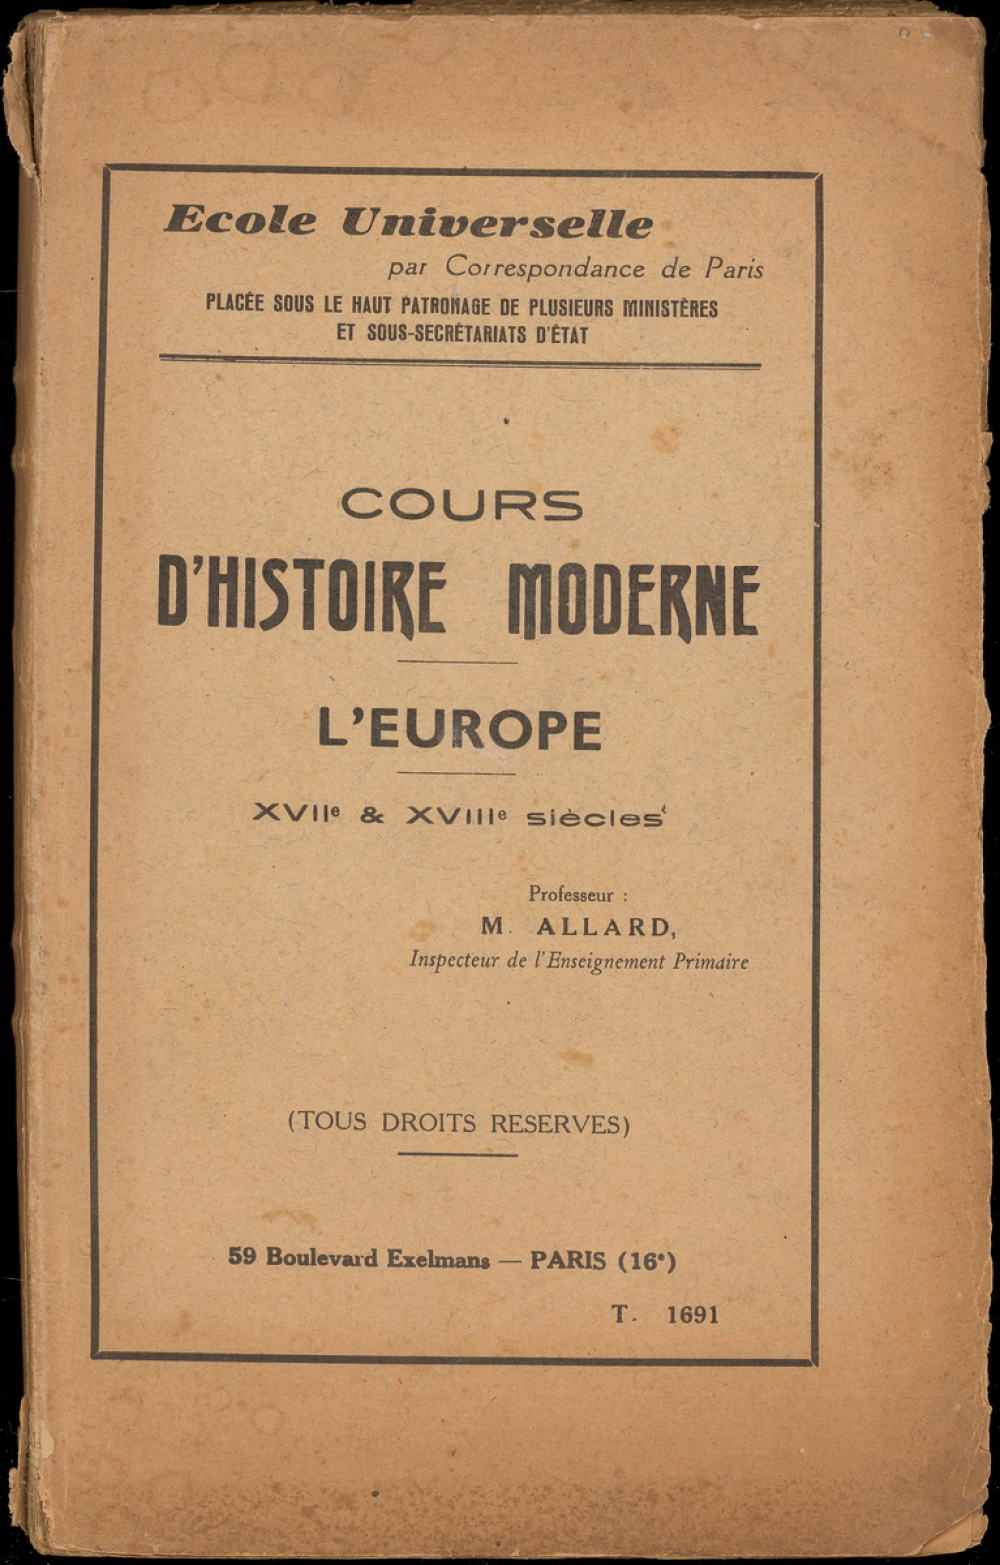 Ecole Universelle
par Correspondance de Paris
PLACÉE SOUS LE HAUT PATRONAGE DE PLUSIEURS MINISTÈRES
ET SOUS-SECRÉTARIATS D'ÉTAT
COURS
D'HISTOIRE MODERNE
L'EUROPE
XVIIe & XVIIIe siècles
Professeur :
M. ALLARD,
Inspecteur de l'Enseignement Primaire
(TOUS DROITS RESERVES)
59 Boulevard Exelmans — PARIS (16e)
T. 1691